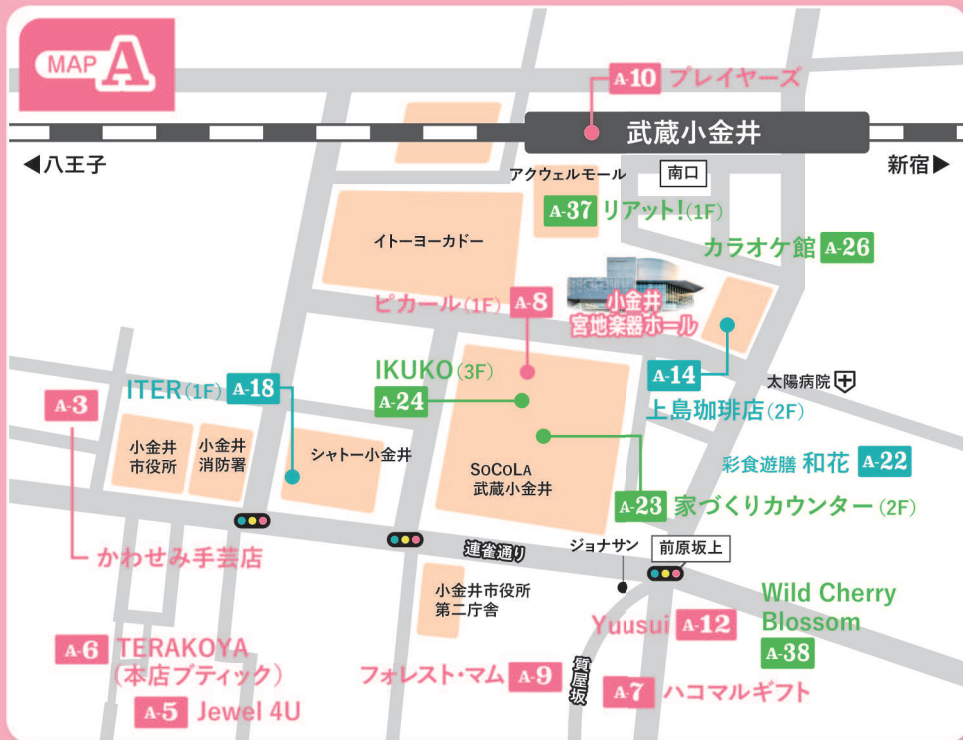 MAP A
A-10 プレイヤーズ
武蔵小金井
◀八王子
新宿▶
アクウェルモール
南口
A-37 リアット!(1F)
イトーヨーカドー
カラオケ館 A-26
ピカール(1F) A-8
小金井
宮地楽器ホール
IKUKO(3F)
A-24
A-14
上島珈琲店(2F)
太陽病院
ITER(1F) A-18
A-3
小金井
市役所
小金井
消防署
シャトー小金井
SOCOLA
武蔵小金井
彩食遊膳 和花 A-22
A-23 家づくりカウンター(2F)
かわせみ手芸店
連雀通り
ジョナサン
前原坂上
小金井市役所
第二庁舎
Wild Cherry
Blossom
A-38
Yuusui A-12
A-6 TERAKOYA
(本店ブティック)
フォレスト・マム A-9
質屋坂
A-7 ハコマルギフト
A-5 Jewel 4U